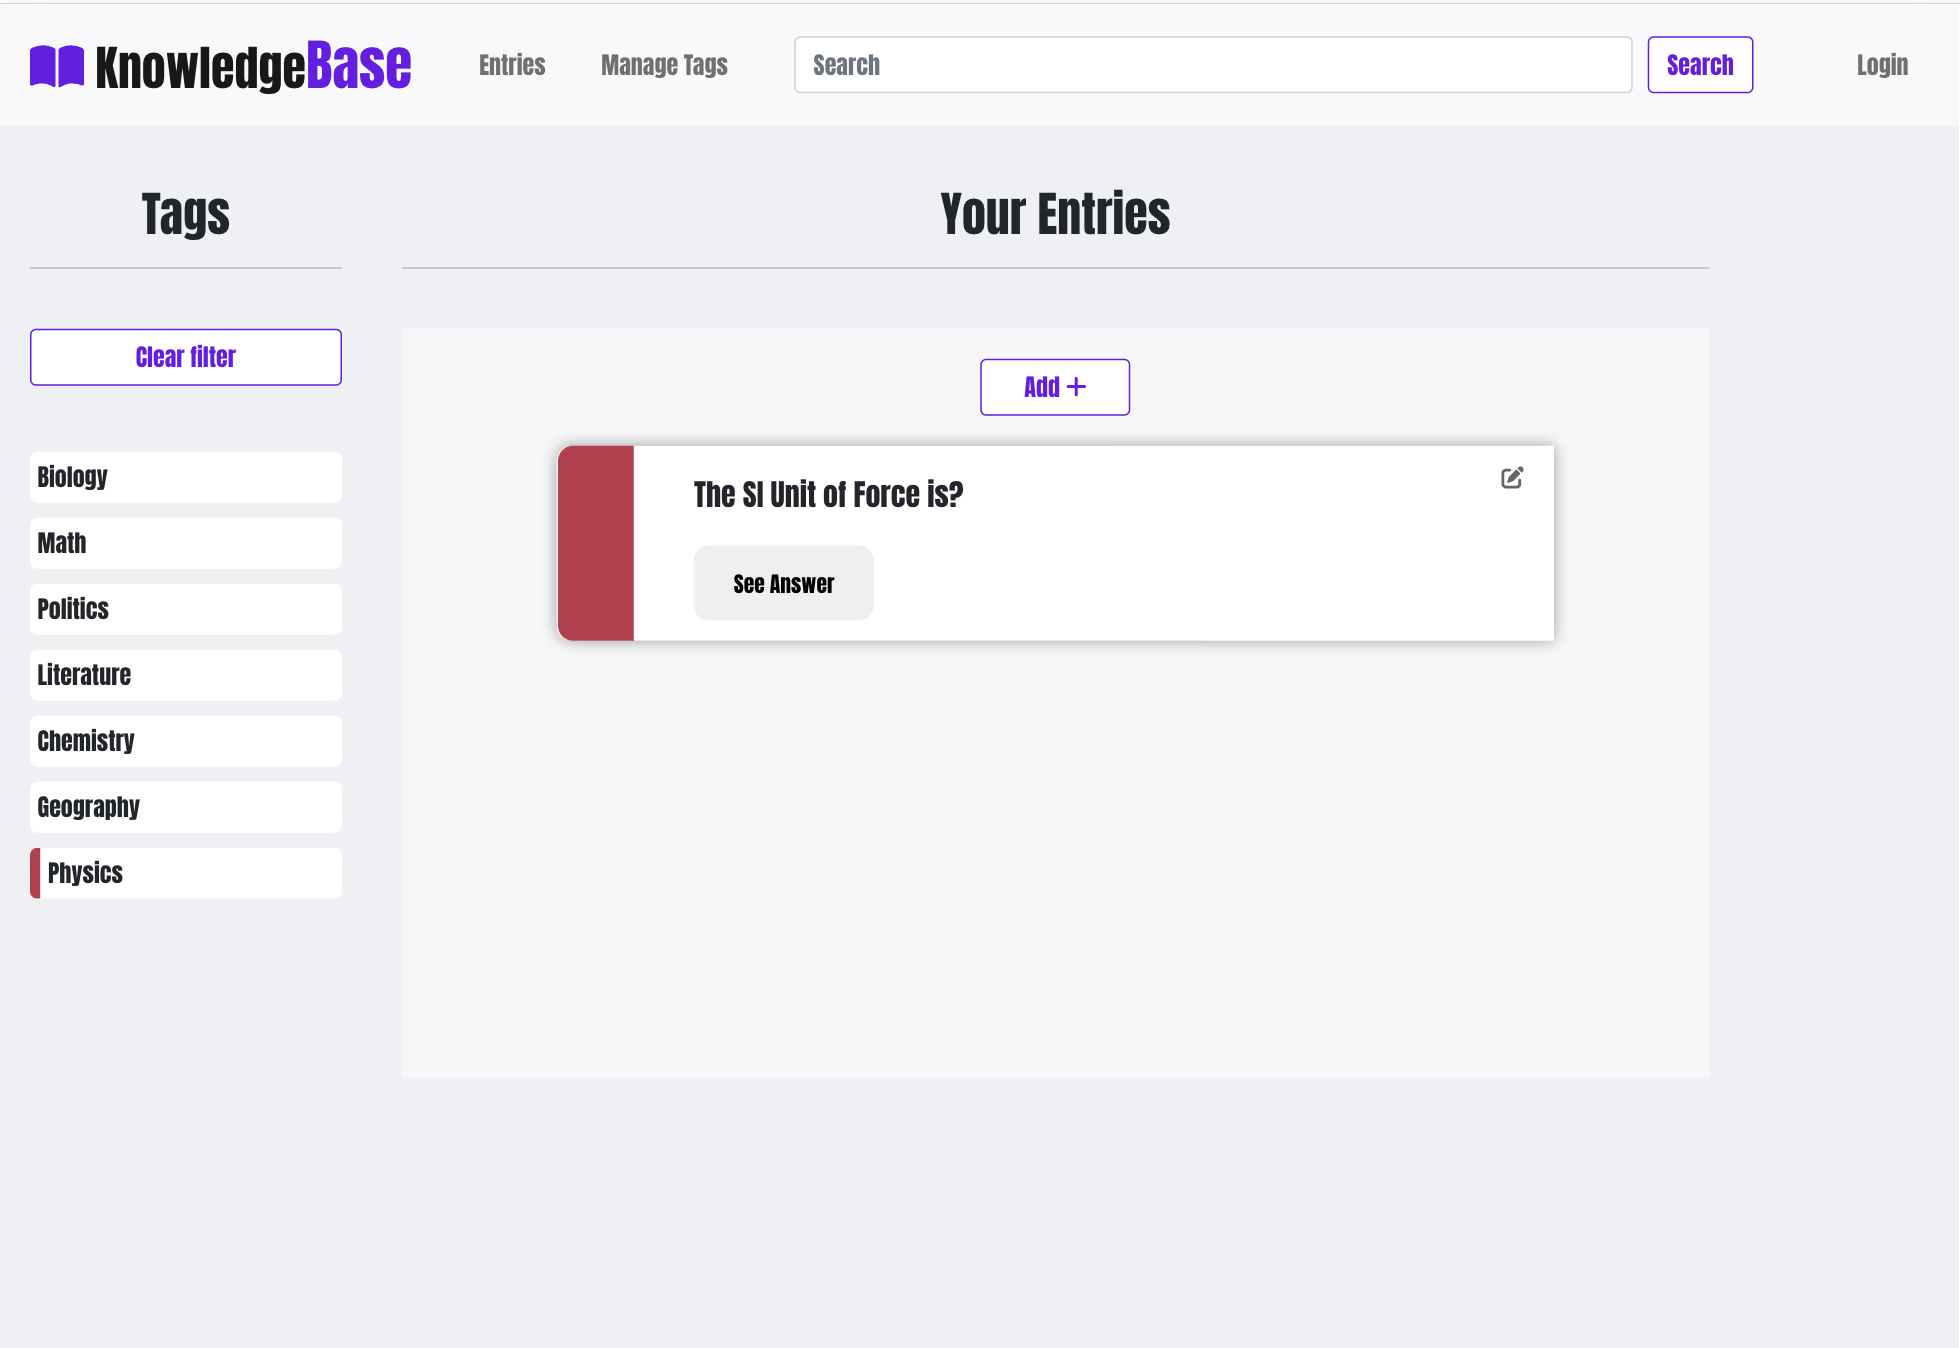 KnowledgeBase
Entries
Manage Tags
Search
Search
Login
Tags
Your Entries
Clear filter
Add +
Biology
Math
Politics
Literature
Chemistry
Geography
Physics
The SI Unit of Force is?
See Answer